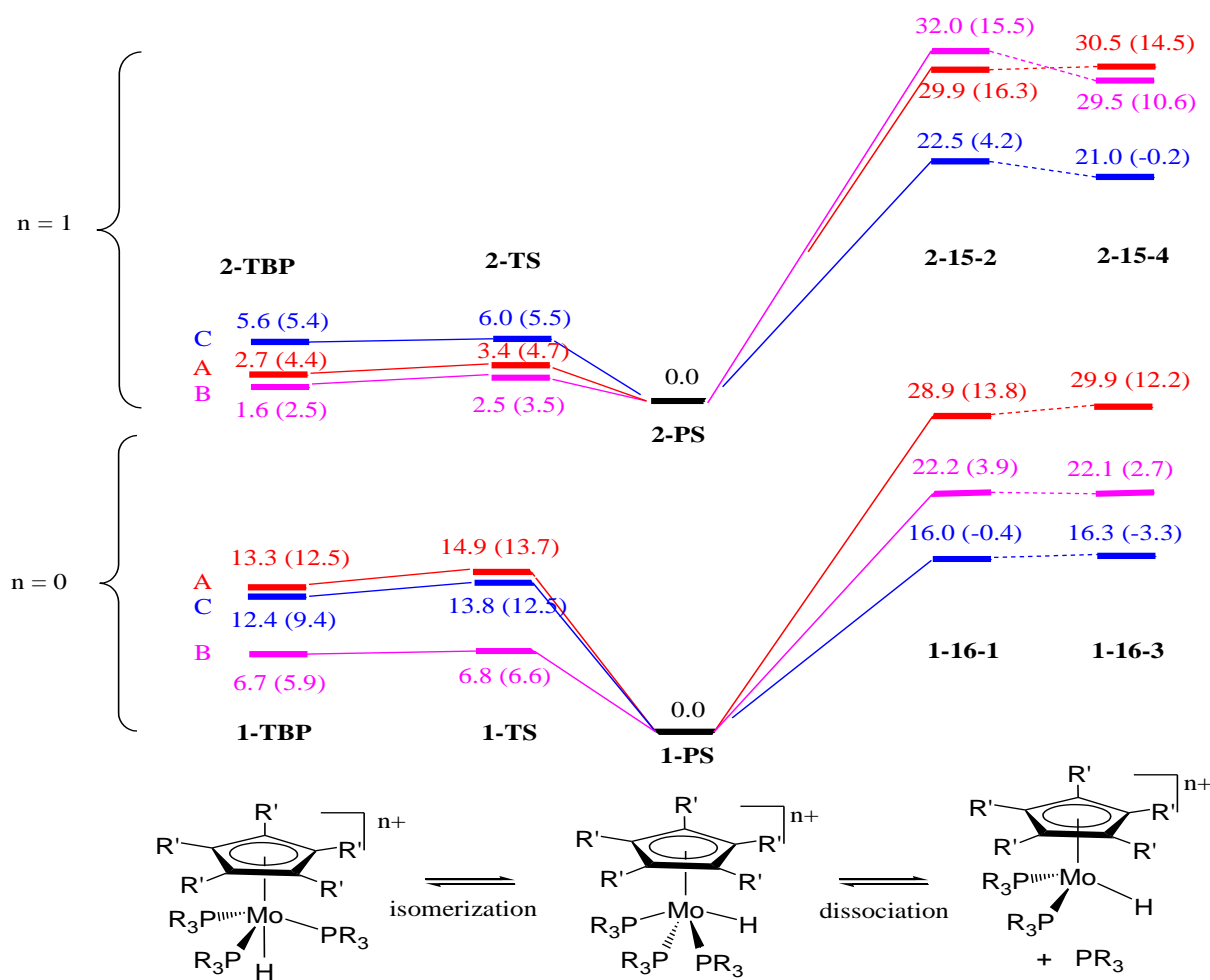 32.0 (15.5)
30.5 (14.5)
29.9 (16.3)
29.5 (10.6)
22.5 (4.2)
21.0 (-0.2)
n = 1
2-TBP
2-TS
2-15-2
2-15-4
5.6 (5.4)
6.0 (5.5)
C
A
2.7 (4.4)
3.4 (4.7)
B
1.6 (2.5)
2.5 (3.5)
0.0
2-PS
28.9 (13.8)
29.9 (12.2)
22.2 (3.9)
22.1 (2.7)
16.0 (-0.4)
16.3 (-3.3)
n = 0
13.3 (12.5)
14.9 (13.7)
A
C
12.4 (9.4)
13.8 (12.5)
B
6.7 (5.9)
6.8 (6.6)
1-16-1
1-16-3
0.0
1-TBP
1-TS
1-PS
R'
R'
R'
R'
R'
n+
Mo
R3P
R3P
PR3
H
isomerization
R'
R'
R'
R'
R'
n+
Mo
H
R3P
R3P
PR3
dissociation
R'
R'
R'
R'
R'
n+
Mo
R3P
R3P
H
+ PR3